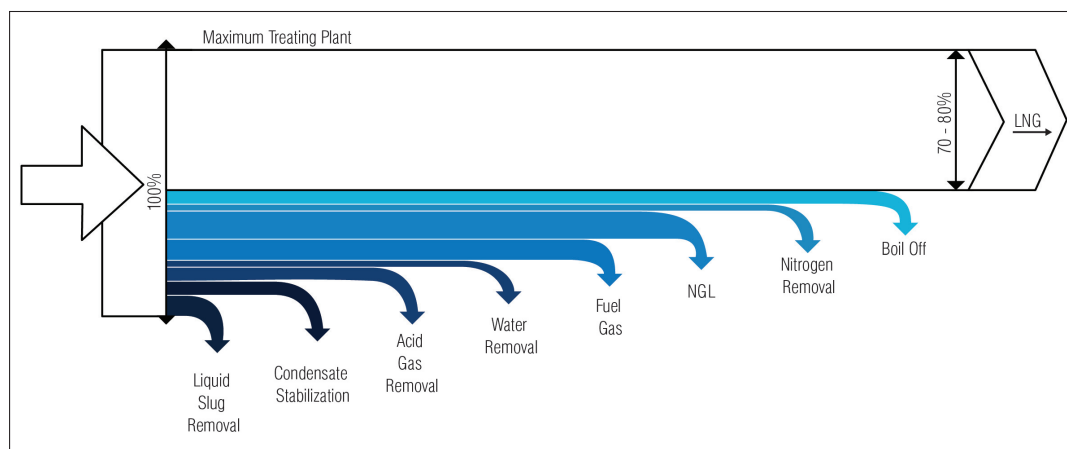 Maximum Treating Plant
100%
70 - 80%
LNG
Boil Off
Nitrogen
Removal
NGL
Fuel
Gas
Water
Removal
Acid
Gas
Removal
Condensate
Stabilization
Liquid
Slug
Removal